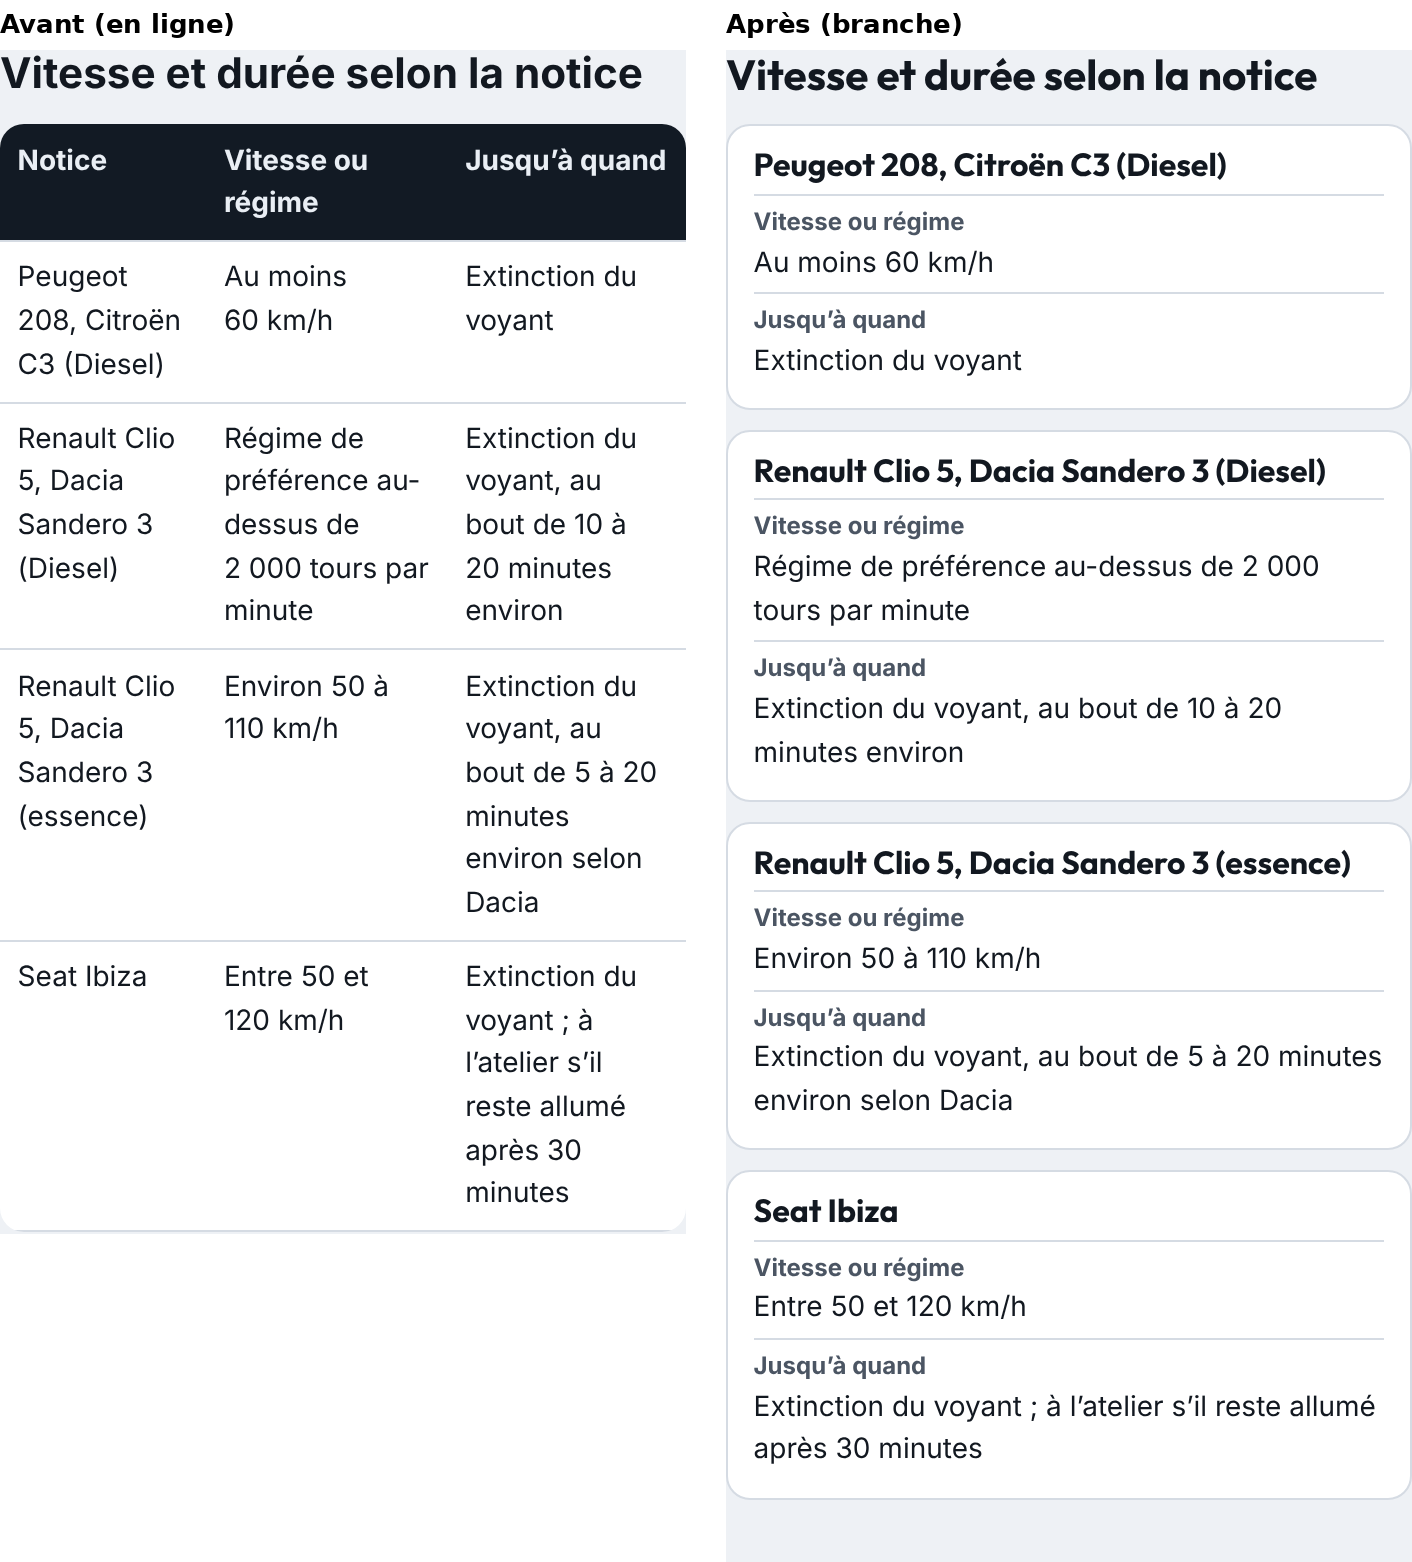 Avant (en ligne)
Vitesse et durée selon la notice
Notice
Vitesse ou
régime
Jusqu’à quand
Peugeot
208, Citroën
C3 (Diesel)
Au moins
60 km/h
Extinction du
voyant
Renault Clio
5, Dacia
Sandero 3
(Diesel)
Régime de
préférence au-
dessus de
2 000 tours par
minute
Extinction du
voyant, au
bout de 10 à
20 minutes
environ
Renault Clio
5, Dacia
Sandero 3
(essence)
Environ 50 à
110 km/h
Extinction du
voyant, au
bout de 5 à 20
minutes
environ selon
Dacia
Seat Ibiza
Entre 50 et
120 km/h
Extinction du
voyant ; à
l’atelier s’il
reste allumé
après 30
minutes
Après (branche)
Vitesse et durée selon la notice
Peugeot 208, Citroën C3 (Diesel)
Vitesse ou régime
Au moins 60 km/h
Jusqu’à quand
Extinction du voyant
Renault Clio 5, Dacia Sandero 3 (Diesel)
Vitesse ou régime
Régime de préférence au-dessus de 2 000
tours par minute
Jusqu’à quand
Extinction du voyant, au bout de 10 à 20
minutes environ
Renault Clio 5, Dacia Sandero 3 (essence)
Vitesse ou régime
Environ 50 à 110 km/h
Jusqu’à quand
Extinction du voyant, au bout de 5 à 20 minutes
environ selon Dacia
Seat Ibiza
Vitesse ou régime
Entre 50 et 120 km/h
Jusqu’à quand
Extinction du voyant ; à l’atelier s’il reste allumé
après 30 minutes